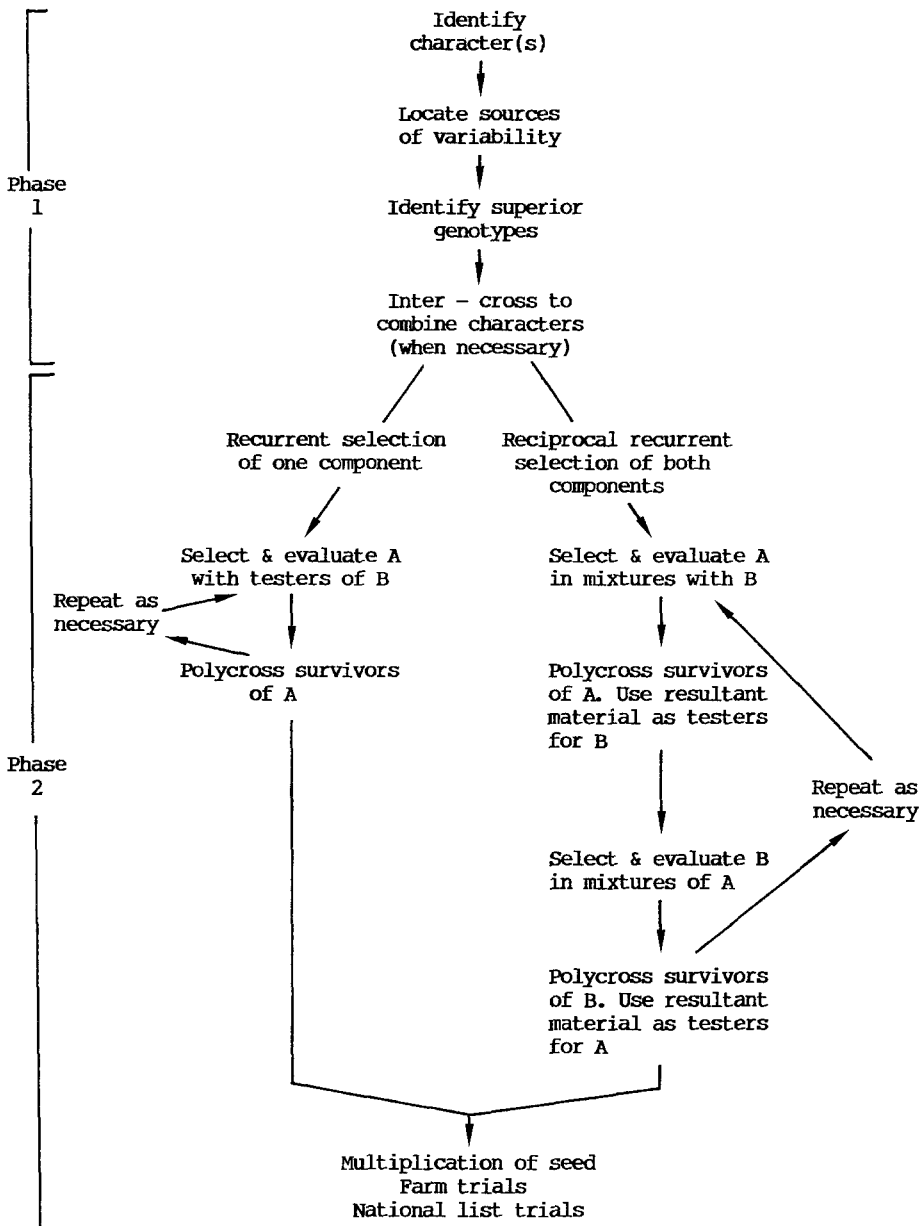 Identify
character(s)
Locate sources
of variability
Phase
1
Identify superior
genotypes
Inter - cross to
combine characters
(when necessary)
Recurrent selection
of one component
Reciprocal recurrent
selection of both
components
Select & evaluate A
with testers of B
Select & evaluate A
in mixtures with B
Repeat as
necessary
Polycross survivors
of A
Polycross survivors
of A. Use resultant
material as testers
for B
Phase
2
Repeat as
necessary
Select & evaluate B
in mixtures of A
Polycross survivors
of B. Use resultant
material as testers
for A
Multiplication of seed
Farm trials
National list trials